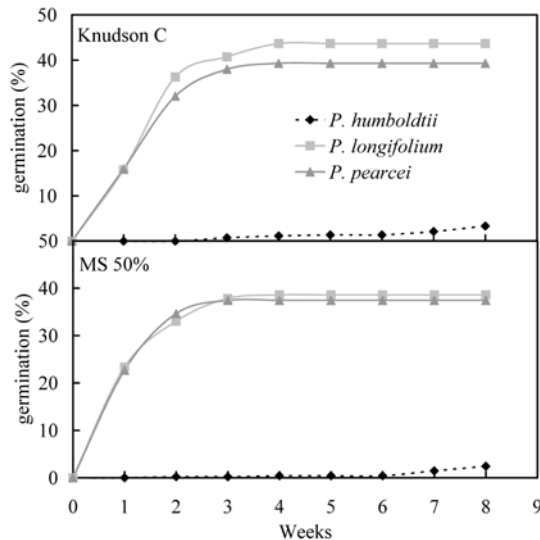 50
Knudson C
40
30
20
10
germination (%)
P. humboldtii
P. longifolium
P. pearcei
50
MS 50%
40
30
20
10
0
germination (%)
0 1 2 3 4 5 6 7 8 9
Weeks